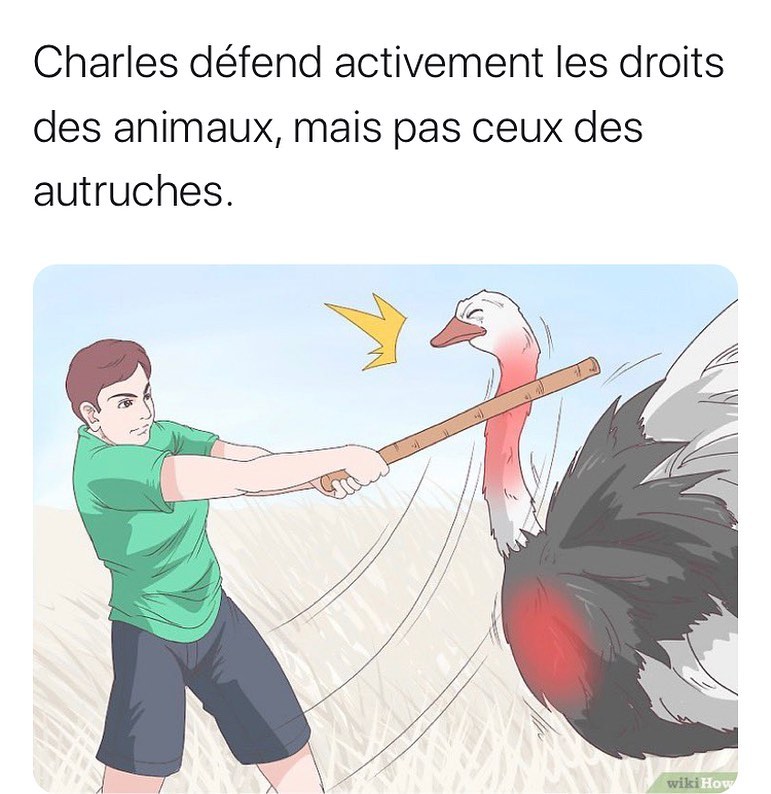 Charles défend activement les droits
des animaux, mais pas ceux des
autruches.
wikiHow